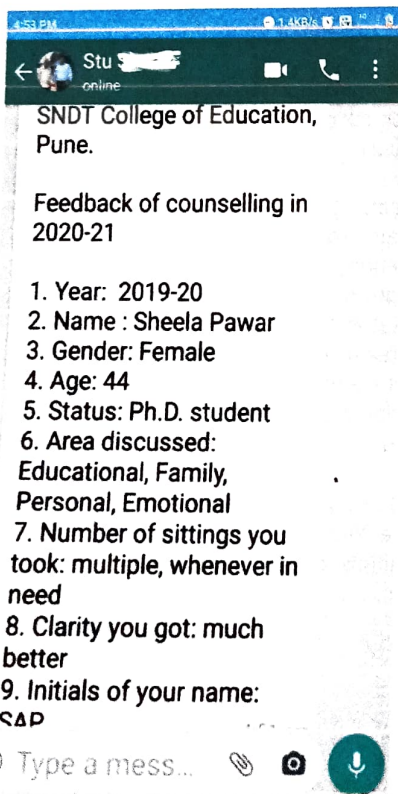 4:53 PM 1.4KB/s
Stu
online
SNDT College of Education,
Pune.
Feedback of counselling in
2020-21
1. Year: 2019-20
2. Name : Sheela Pawar
3. Gender: Female
4. Age: 44
5. Status: Ph.D. student
6. Area discussed:
Educational, Family,
Personal, Emotional
7. Number of sittings you
took: multiple, whenever in
need
8. Clarity you got: much
better
9. Initials of your name:
SAP
Type a mess...